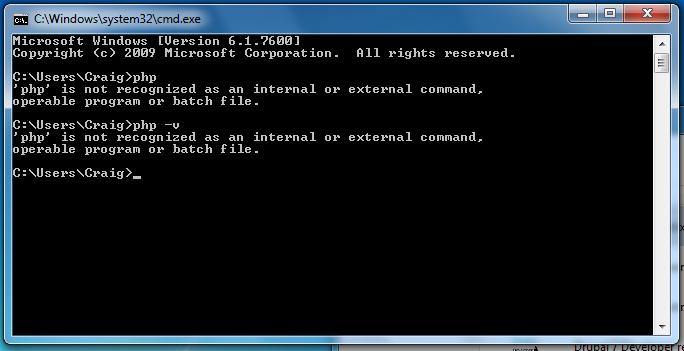 C:\Windows\system32\cmd.exe
Microsoft Windows [Version 6.1.7600]
Copyright (c) 2009 Microsoft Corporation.  All rights reserved.
C:\Users\Craig>php
'php' is not recognized as an internal or external command,
operable program or batch file.
C:\Users\Craig>php -v
'php' is not recognized as an internal or external command,
operable program or batch file.
C:\Users\Craig>_
Drupal 7 Developer re